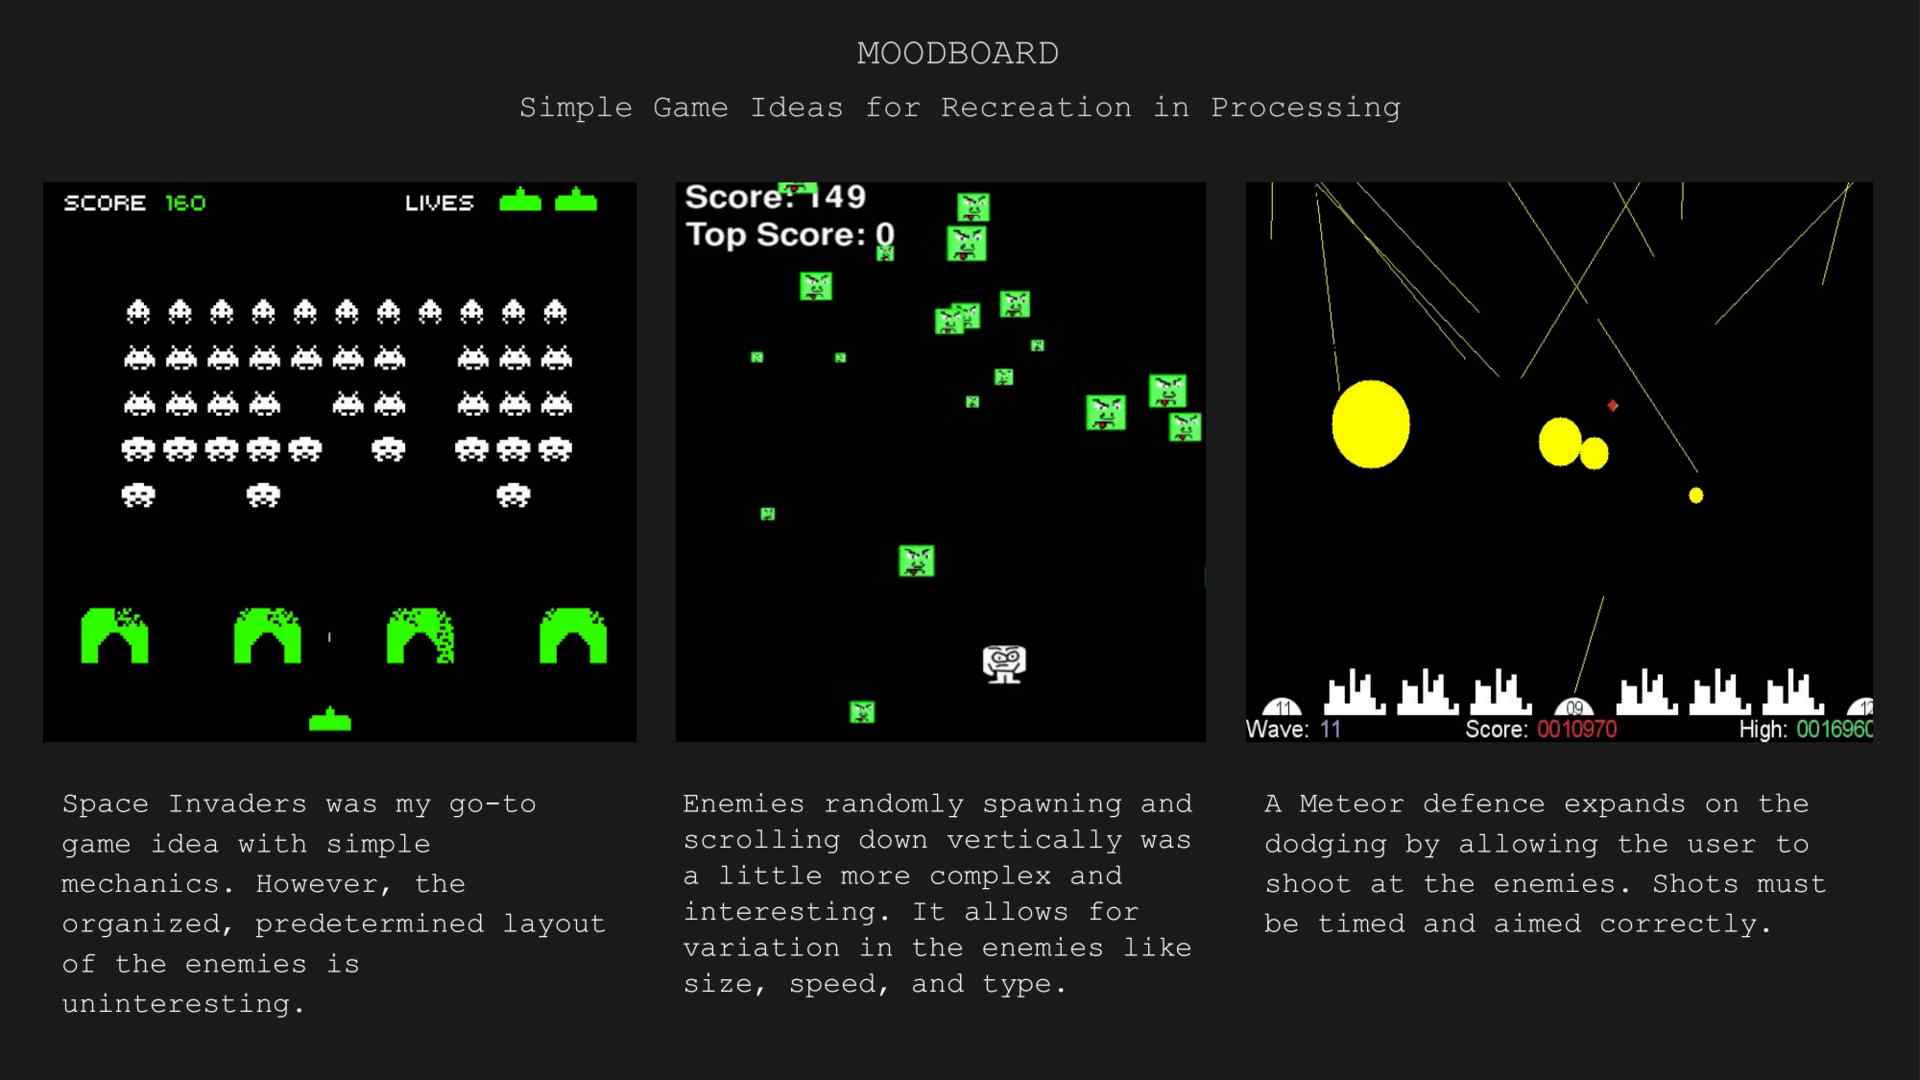 MOODBOARD
Simple Game Ideas for Recreation in Processing
SCORE 160 LIVES
Score: 149
Top Score: 0
11 09 12
Wave: 11 Score: 0010970 High: 0016960
Space Invaders was my go-to
game idea with simple
mechanics. However, the
organized, predetermined layout
of the enemies is
uninteresting.
Enemies randomly spawning and
scrolling down vertically was
a little more complex and
interesting. It allows for
variation in the enemies like
size, speed, and type.
A Meteor defence expands on the
dodging by allowing the user to
shoot at the enemies. Shots must
be timed and aimed correctly.